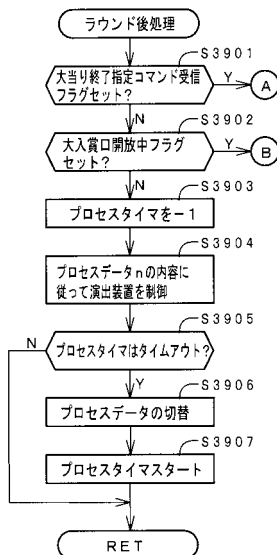 ラウンド後処理
S3901
大当り終了指定コマンド受信
フラグセット?
Y
A
N
S3902
大入賞口開放中フラグ
セット?
Y
B
N
S3903
プロセスタイマを－1
S3904
プロセスデータnの内容に
従って演出装置を制御
S3905
N
プロセスタイマはタイムアウト?
Y
S3906
プロセスデータの切替
S3907
プロセスタイマスタート
RET